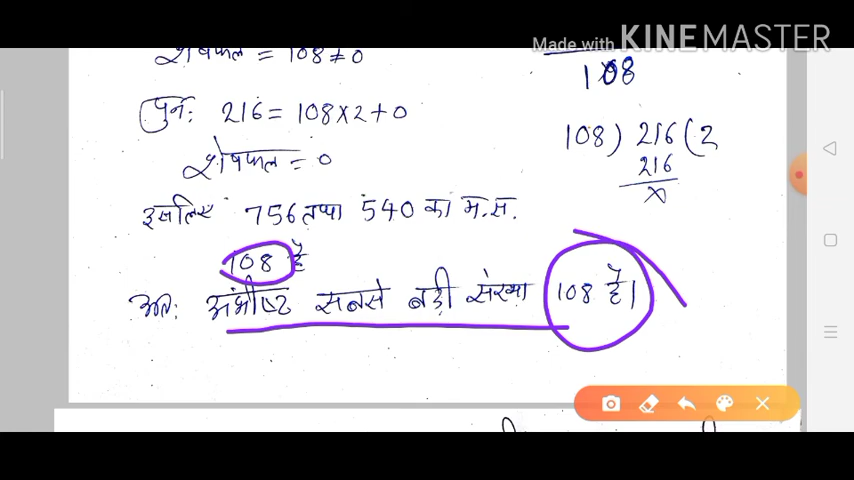 Made with KINEMASTER
शेषफल = 108 ≠ 0
108
पुनः 216 = 108 × 2 + 0
108 ) 216 ( 2
216
x
शेषफल = 0
इसलिए 756 तथा 540 का म.स.
108 है
अतः अभीष्ट सबसे बड़ी संख्या 108 है।